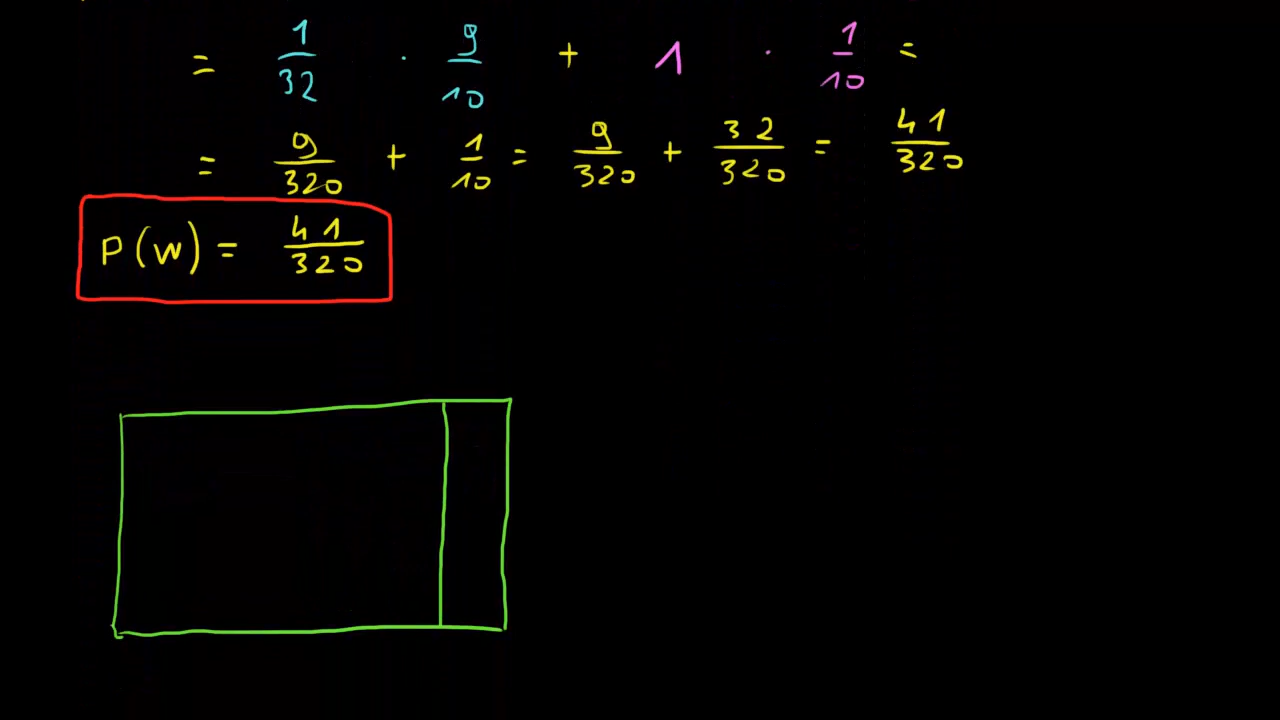 = 1/32 · 9/10 + 1 · 1/10 =
= 9/320 + 1/10 = 9/320 + 32/320 = 41/320
P(W) = 41/320